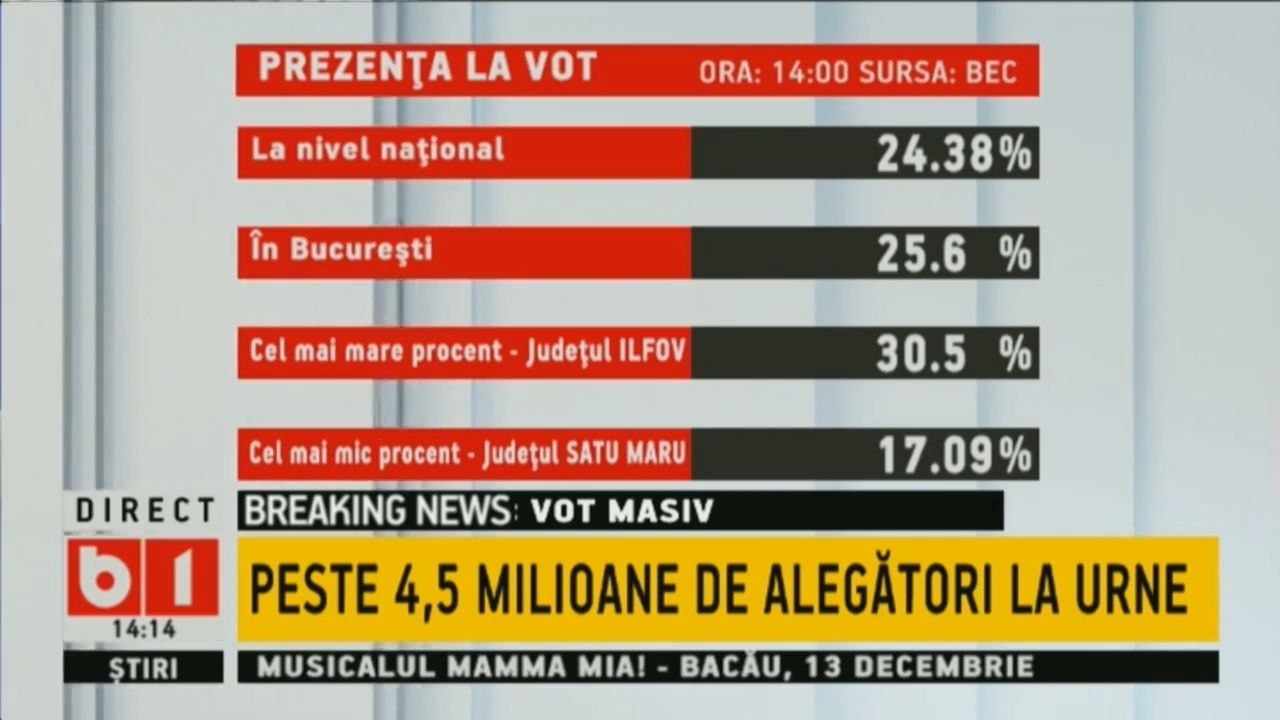 PREZENŢA LA VOT ORA: 14:00 SURSA: BEC
La nivel naţional 24.38%
În Bucureşti 25.6 %
Cel mai mare procent - Judeţul ILFOV 30.5 %
Cel mai mic procent - Judeţul SATU MARU 17.09%
DIRECT BREAKING NEWS: VOT MASIV
b1 PESTE 4,5 MILIOANE DE ALEGĂTORI LA URNE
14:14
ŞTIRI MUSICALUL MAMMA MIA! - BACĂU, 13 DECEMBRIE